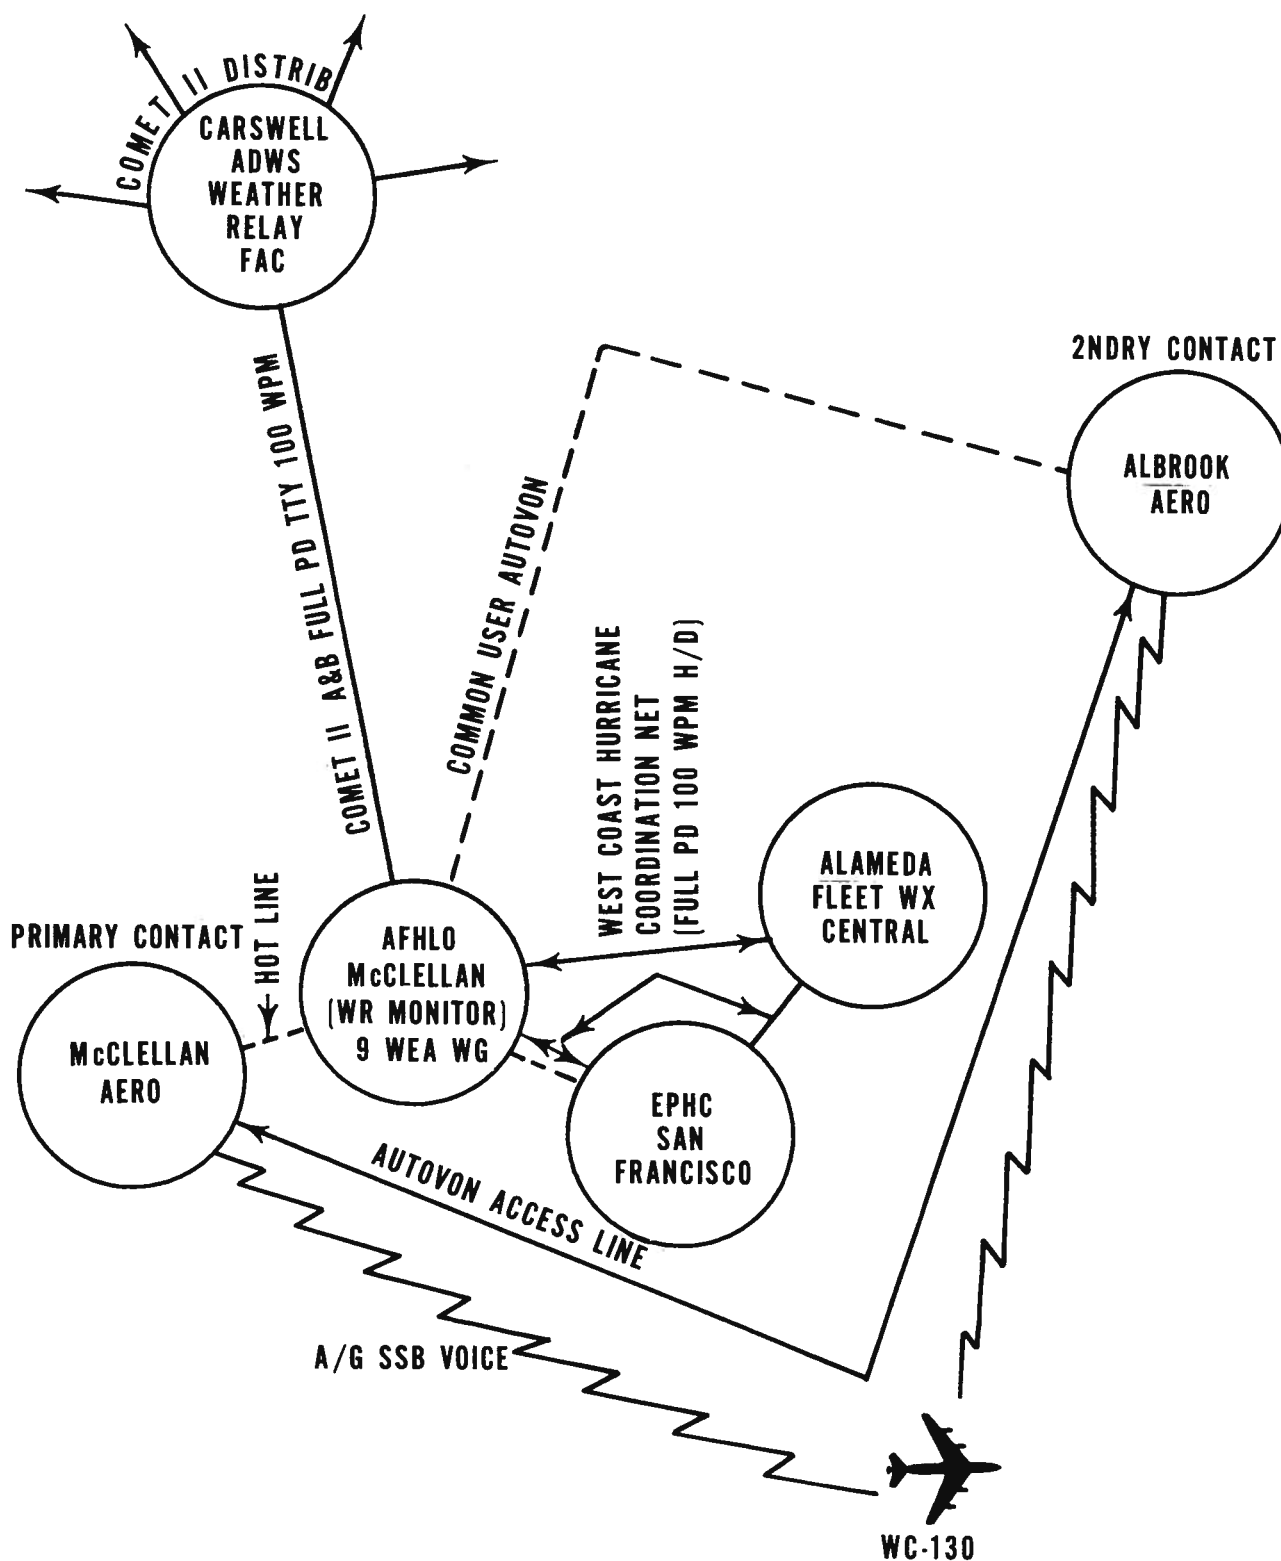 COMET II DISTRIB
CARSWELL
ADWS
WEATHER
RELAY
FAC
COMET II A&B FULL PD TTY 100 WPM
2NDRY CONTACT
ALBROOK
AERO
COMMON USER AUTOVON
WEST COAST HURRICANE
COORDINATION NET
(FULL PD 100 WPM H/D)
ALAMEDA
FLEET WX
CENTRAL
PRIMARY CONTACT
HOT LINE
AFHLO
McCLELLAN
(WR MONITOR)
9 WEA WG
McCLELLAN
AERO
EPHC
SAN
FRANCISCO
AUTOVON ACCESS LINE
A/G SSB VOICE
WC-130